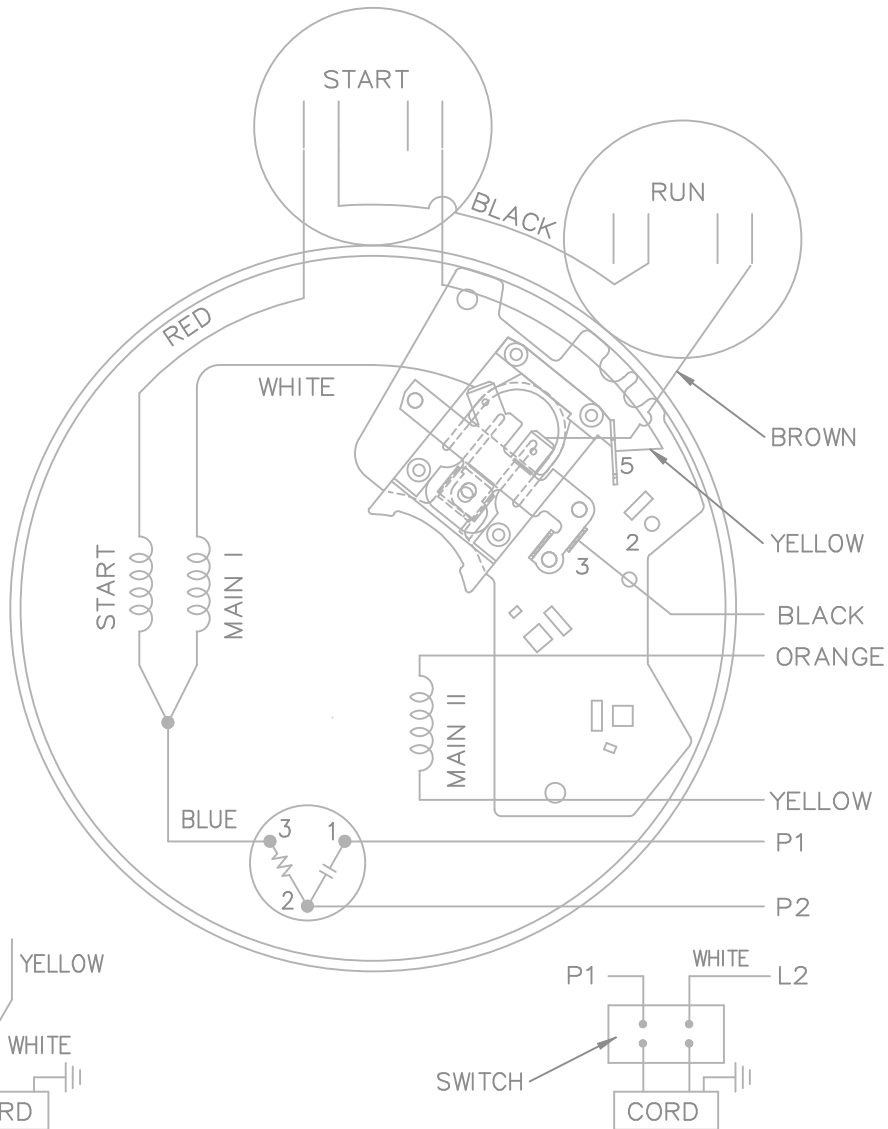 START
RUN
BLACK
RED
WHITE
BROWN
5
2
YELLOW
3
START
MAIN I
BLACK
ORANGE
MAIN II
YELLOW
BLUE
3
1
P1
2
P2
YELLOW
WHITE
P1
L2
WHITE
SWITCH
RD
CORD